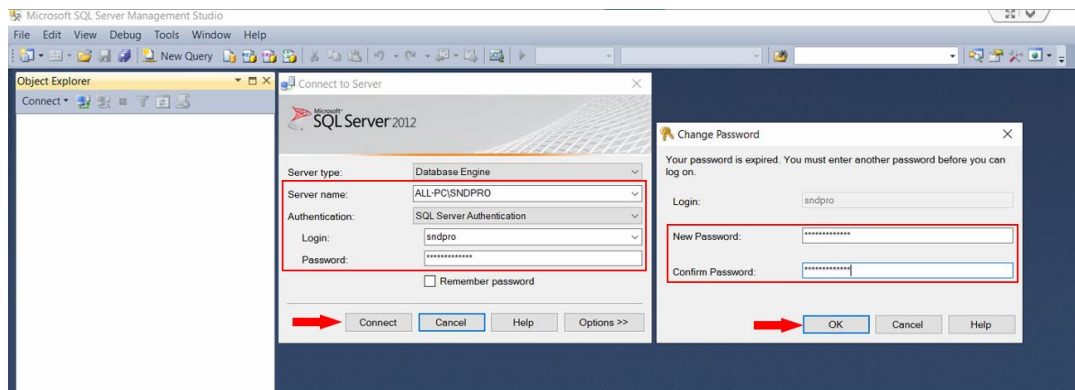 Microsoft SQL Server Management Studio
File Edit View Debug Tools Window Help
New Query
Object Explorer
Connect
Connect to Server
Microsoft
SQL Server 2012
Server type: Database Engine
Server name: ALL-PC\SNDPRO
Authentication: SQL Server Authentication
Login: sndpro
Password: *************
Remember password
Connect Cancel Help Options >>
Change Password
Your password is expired. You must enter another password before you can
log on.
Login: sndpro
New Password: *************
Confirm Password: *************
OK Cancel Help